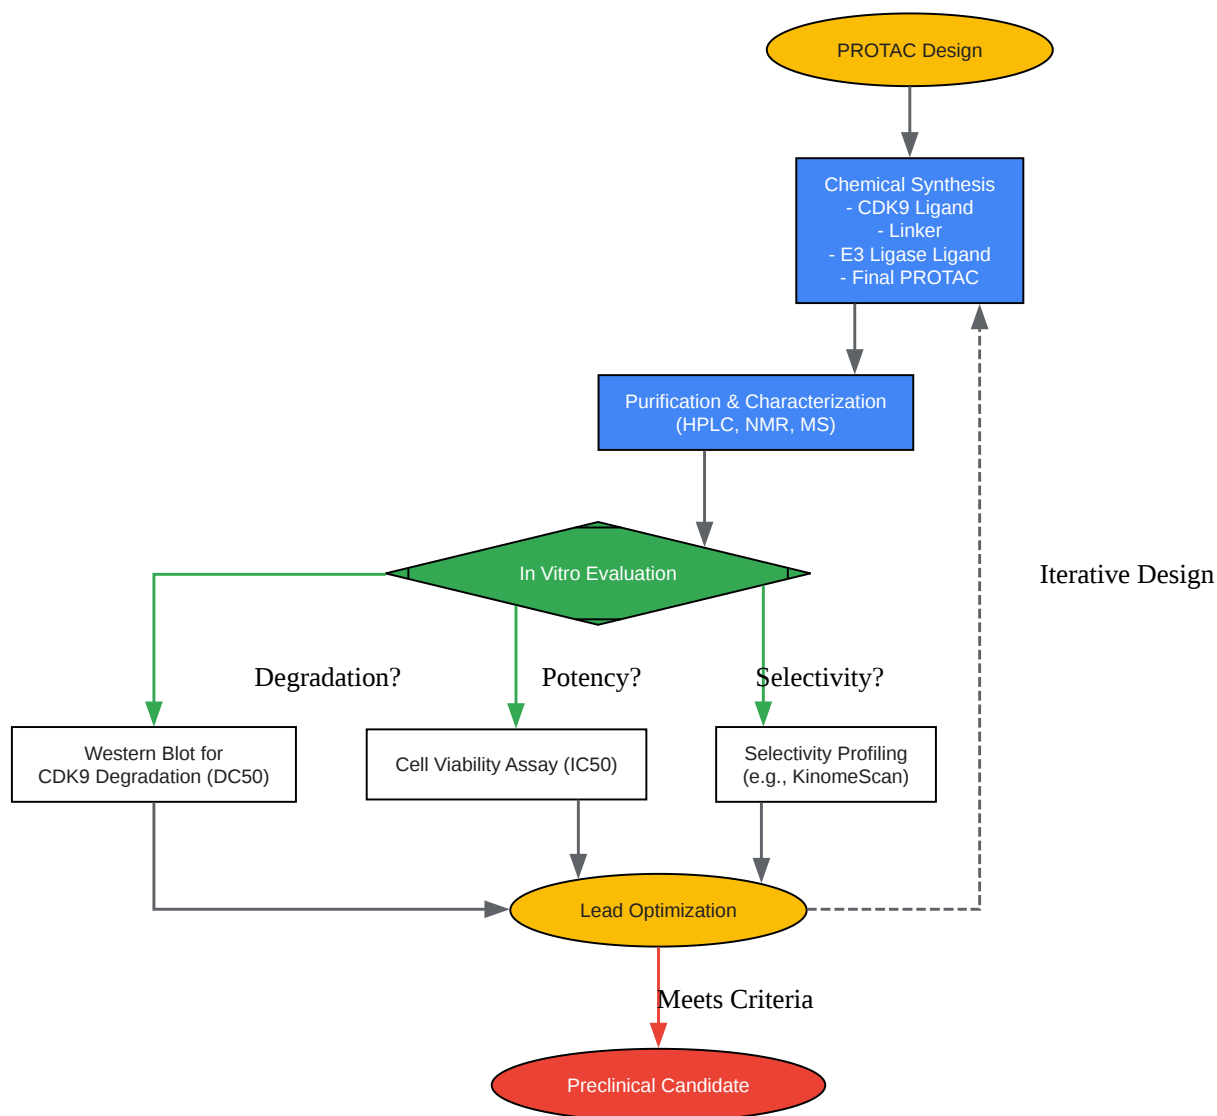 PROTAC Design
Chemical Synthesis
- CDK9 Ligand
- Linker
- E3 Ligase Ligand
- Final PROTAC
Purification & Characterization
(HPLC, NMR, MS)
In Vitro Evaluation
Iterative Design
Degradation?
Potency?
Selectivity?
Western Blot for
CDK9 Degradation (DC50)
Cell Viability Assay (IC50)
Selectivity Profiling
(e.g., KinomeScan)
Lead Optimization
Meets Criteria
Preclinical Candidate